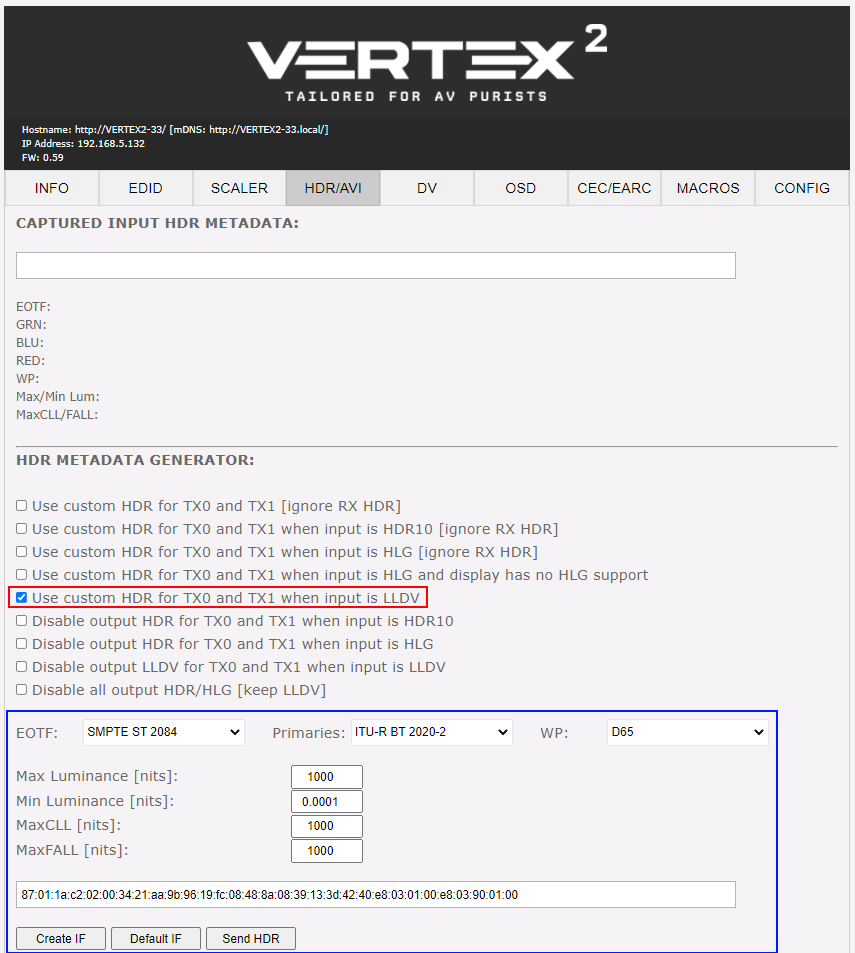 VERTEX 2
TAILORED FOR AV PURISTS
Hostname: http://VERTEX2-33/ [mDNS: http://VERTEX2-33.local/]
IP Address: 192.168.5.132
FW: 0.59
INFO EDID SCALER HDR/AVI DV OSD CEC/EARC MACROS CONFIG
CAPTURED INPUT HDR METADATA:
EOTF:
GRN:
BLU:
RED:
WP:
Max/Min Lum:
MaxCLL/FALL:
HDR METADATA GENERATOR:
Use custom HDR for TX0 and TX1 [ignore RX HDR]
Use custom HDR for TX0 and TX1 when input is HDR10 [ignore RX HDR]
Use custom HDR for TX0 and TX1 when input is HLG [ignore RX HDR]
Use custom HDR for TX0 and TX1 when input is HLG and display has no HLG support
Use custom HDR for TX0 and TX1 when input is LLDV
Disable output HDR for TX0 and TX1 when input is HDR10
Disable output HDR for TX0 and TX1 when input is HLG
Disable output LLDV for TX0 and TX1 when input is LLDV
Disable all output HDR/HLG [keep LLDV]
EOTF: SMPTE ST 2084 Primaries: ITU-R BT 2020-2 WP: D65
Max Luminance [nits]: 1000
Min Luminance [nits]: 0.0001
MaxCLL [nits]: 1000
MaxFALL [nits]: 1000
87:01:1a:c2:02:00:34:21:aa:9b:96:19:fc:08:48:8a:08:39:13:3d:42:40:e8:03:01:00:e8:03:90:01:00
Create IF Default IF Send HDR